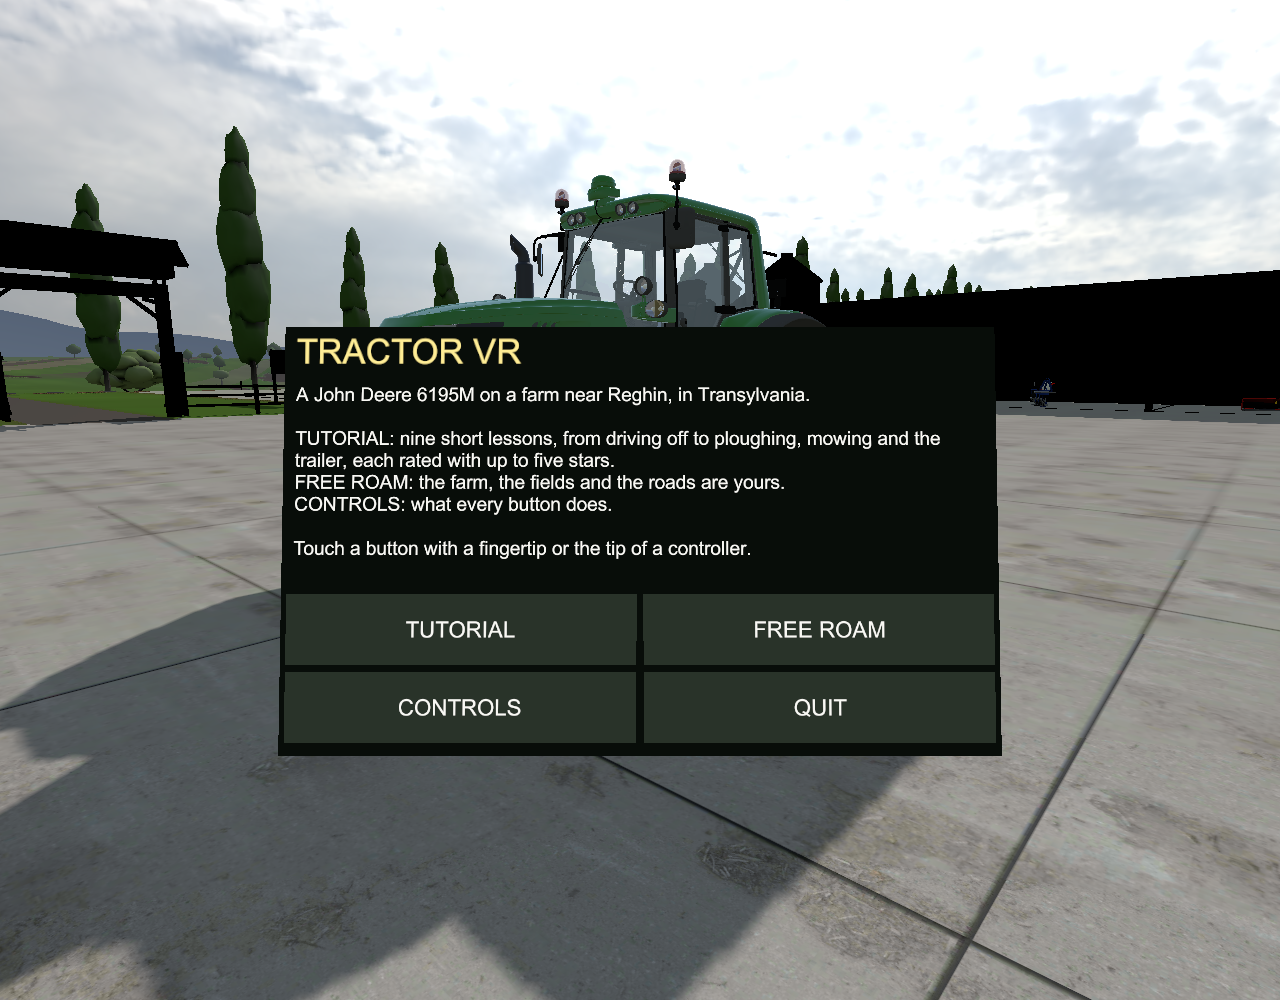 TRACTOR VR
A John Deere 6195M on a farm near Reghin, in Transylvania.
TUTORIAL: nine short lessons, from driving off to ploughing, mowing and the
trailer, each rated with up to five stars.
FREE ROAM: the farm, the fields and the roads are yours.
CONTROLS: what every button does.
Touch a button with a fingertip or the tip of a controller.
TUTORIAL
FREE ROAM
CONTROLS
QUIT